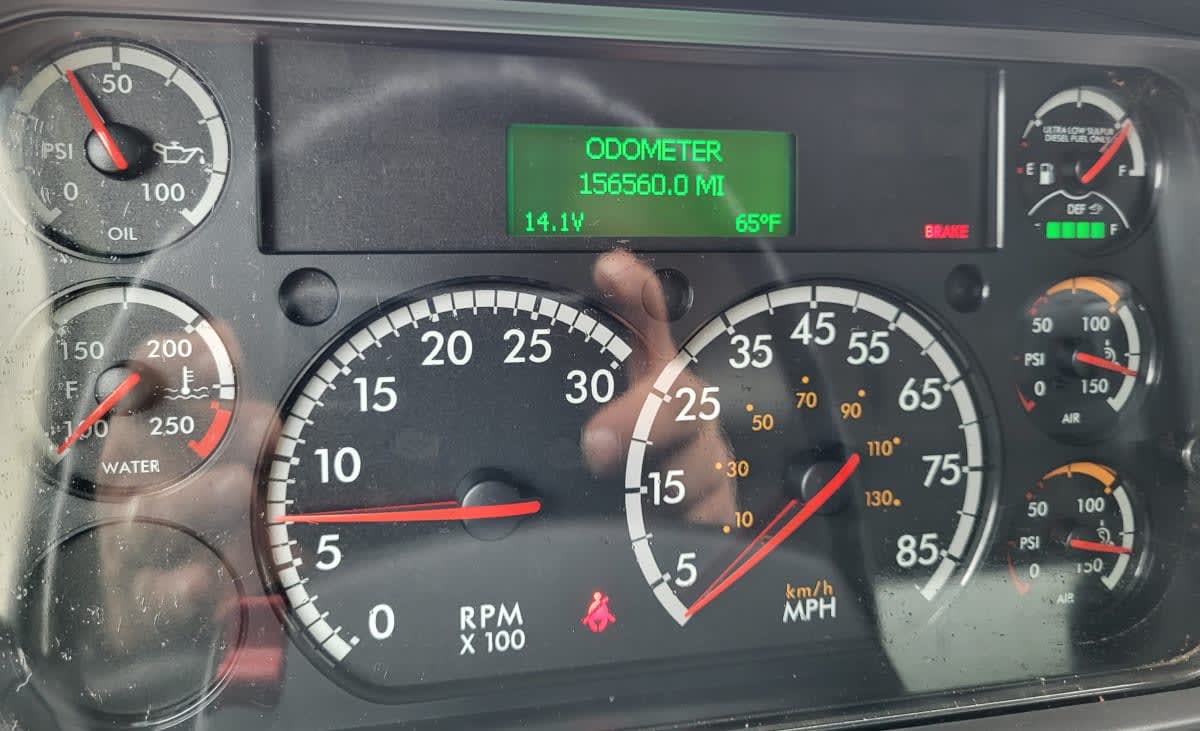 50
PSI
0
100
OIL
ODOMETER
156560.0 MI
14.1V
65°F
BRAKE
ULTRA LOW SULPUR
DIESEL FUEL ONLY
E
F
DEF
F
150
200
F
100
250
WATER
0
5
10
15
20
25
30
RPM
X 100
5
15
25
35
45
55
65
75
85
10
30
50
70
90
110
130
km/h
MPH
50
100
PSI
0
150
AIR
50
100
PSI
0
150
AIR